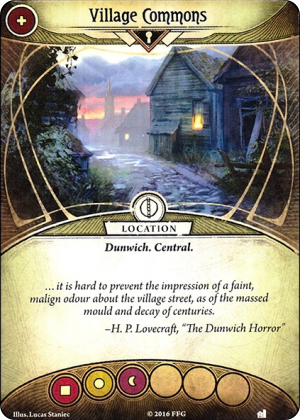 Village Commons
LOCATION
Dunwich. Central.
…it is hard to prevent the impression of a faint,
malign odour about the village street, as of the massed
mould and decay of centuries.
–H. P. Lovecraft, “The Dunwich Horror”
Illus. Lucas Staniec
© 2016 FFG